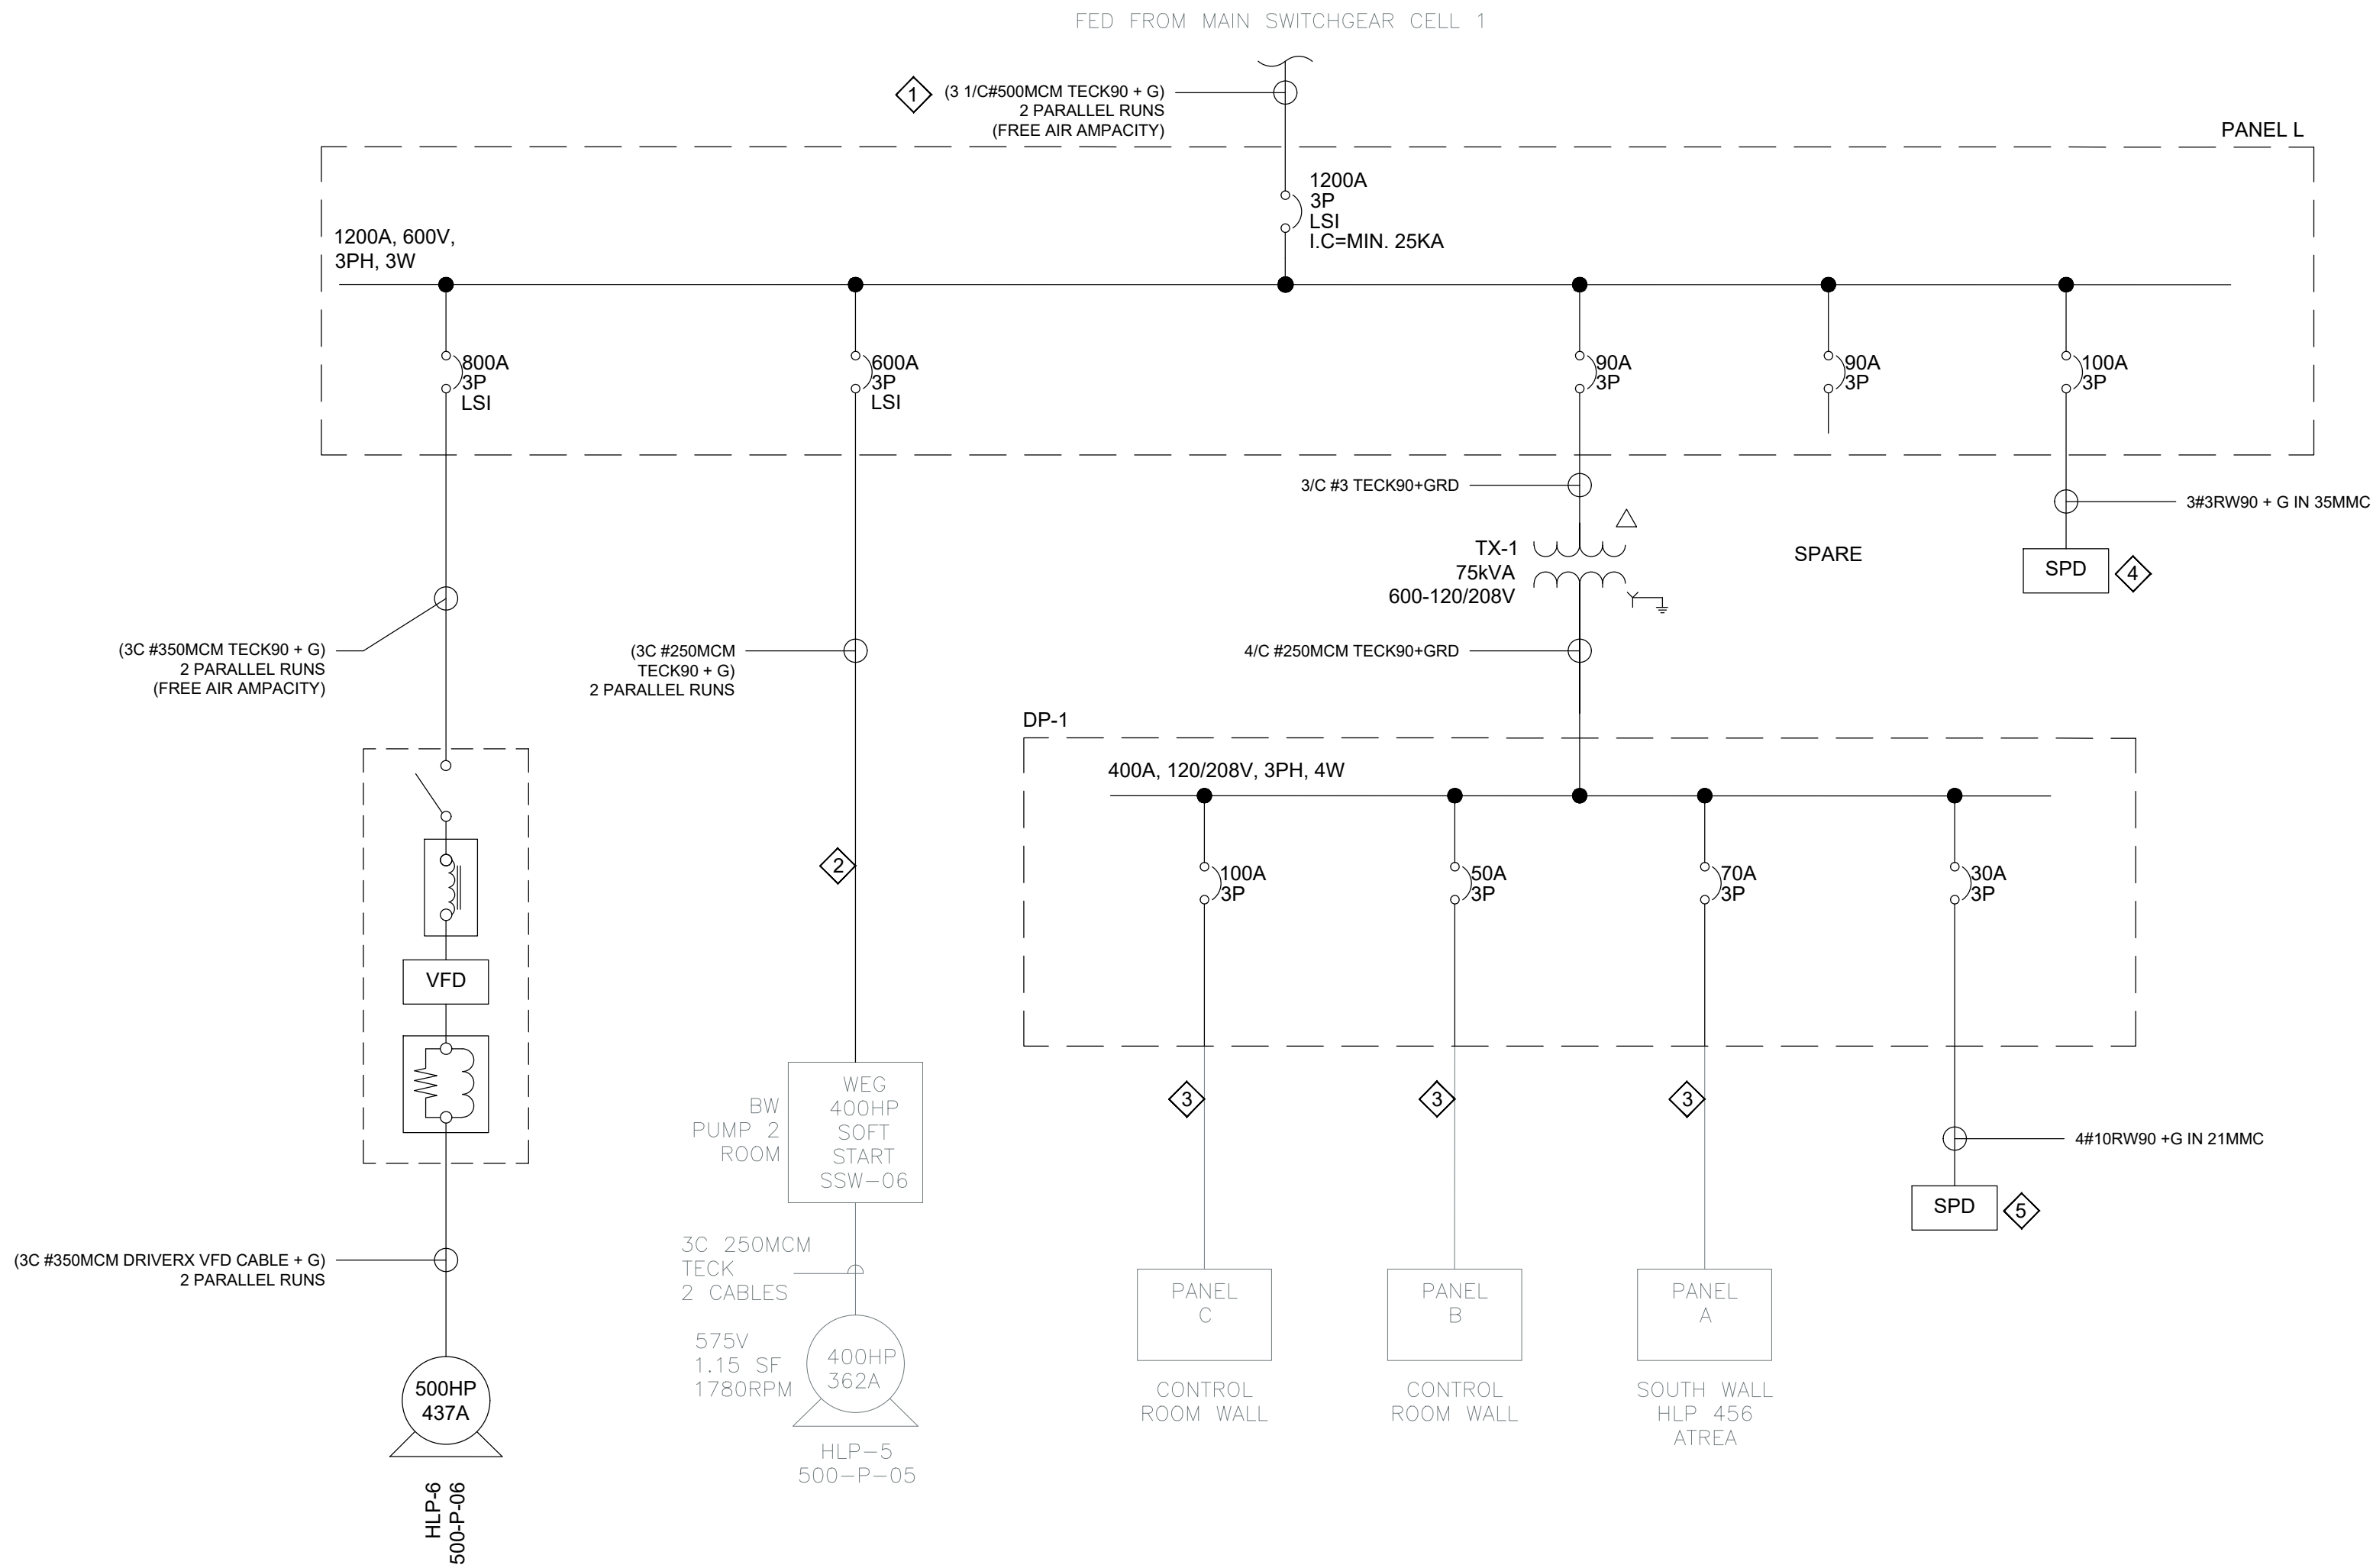 FED FROM MAIN SWITCHGEAR CELL 1
1
(3 1/C#500MCM TECK90 + G)
2 PARALLEL RUNS
(FREE AIR AMPACITY)
PANEL L
1200A
3P
LSI
I.C=MIN. 25KA
1200A, 600V,
3PH, 3W
800A
3P
LSI
600A
3P
LSI
90A
3P
90A
3P
100A
3P
3/C #3 TECK90+GRD
3#3RW90 + G IN 35MMC
TX-1
75kVA
600-120/208V
SPARE
SPD
4
(3C #350MCM TECK90 + G)
2 PARALLEL RUNS
(FREE AIR AMPACITY)
(3C #250MCM
TECK90 + G)
2 PARALLEL RUNS
4/C #250MCM TECK90+GRD
DP-1
400A, 120/208V, 3PH, 4W
2
100A
3P
50A
3P
70A
3P
30A
3P
VFD
BW
PUMP 2
ROOM
WEG
400HP
SOFT
START
SSW-06
3
3
3
4#10RW90 +G IN 21MMC
SPD
5
(3C #350MCM DRIVERX VFD CABLE + G)
2 PARALLEL RUNS
3C 250MCM
TECK
2 CABLES
PANEL
C
PANEL
B
PANEL
A
575V
1.15 SF
1780RPM
400HP
362A
500HP
437A
CONTROL
ROOM WALL
CONTROL
ROOM WALL
SOUTH WALL
HLP 456
ATREA
HLP-5
500-P-05
HLP-6
500-P-06